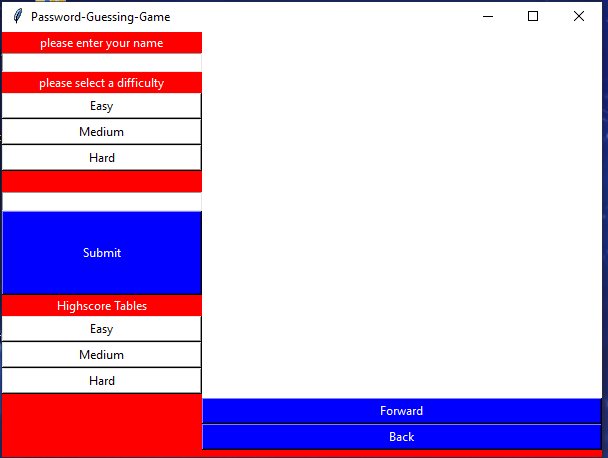 Password-Guessing-Game
please enter your name
please select a difficulty
Easy
Medium
Hard
Submit
Highscore Tables
Easy
Medium
Hard
Forward
Back